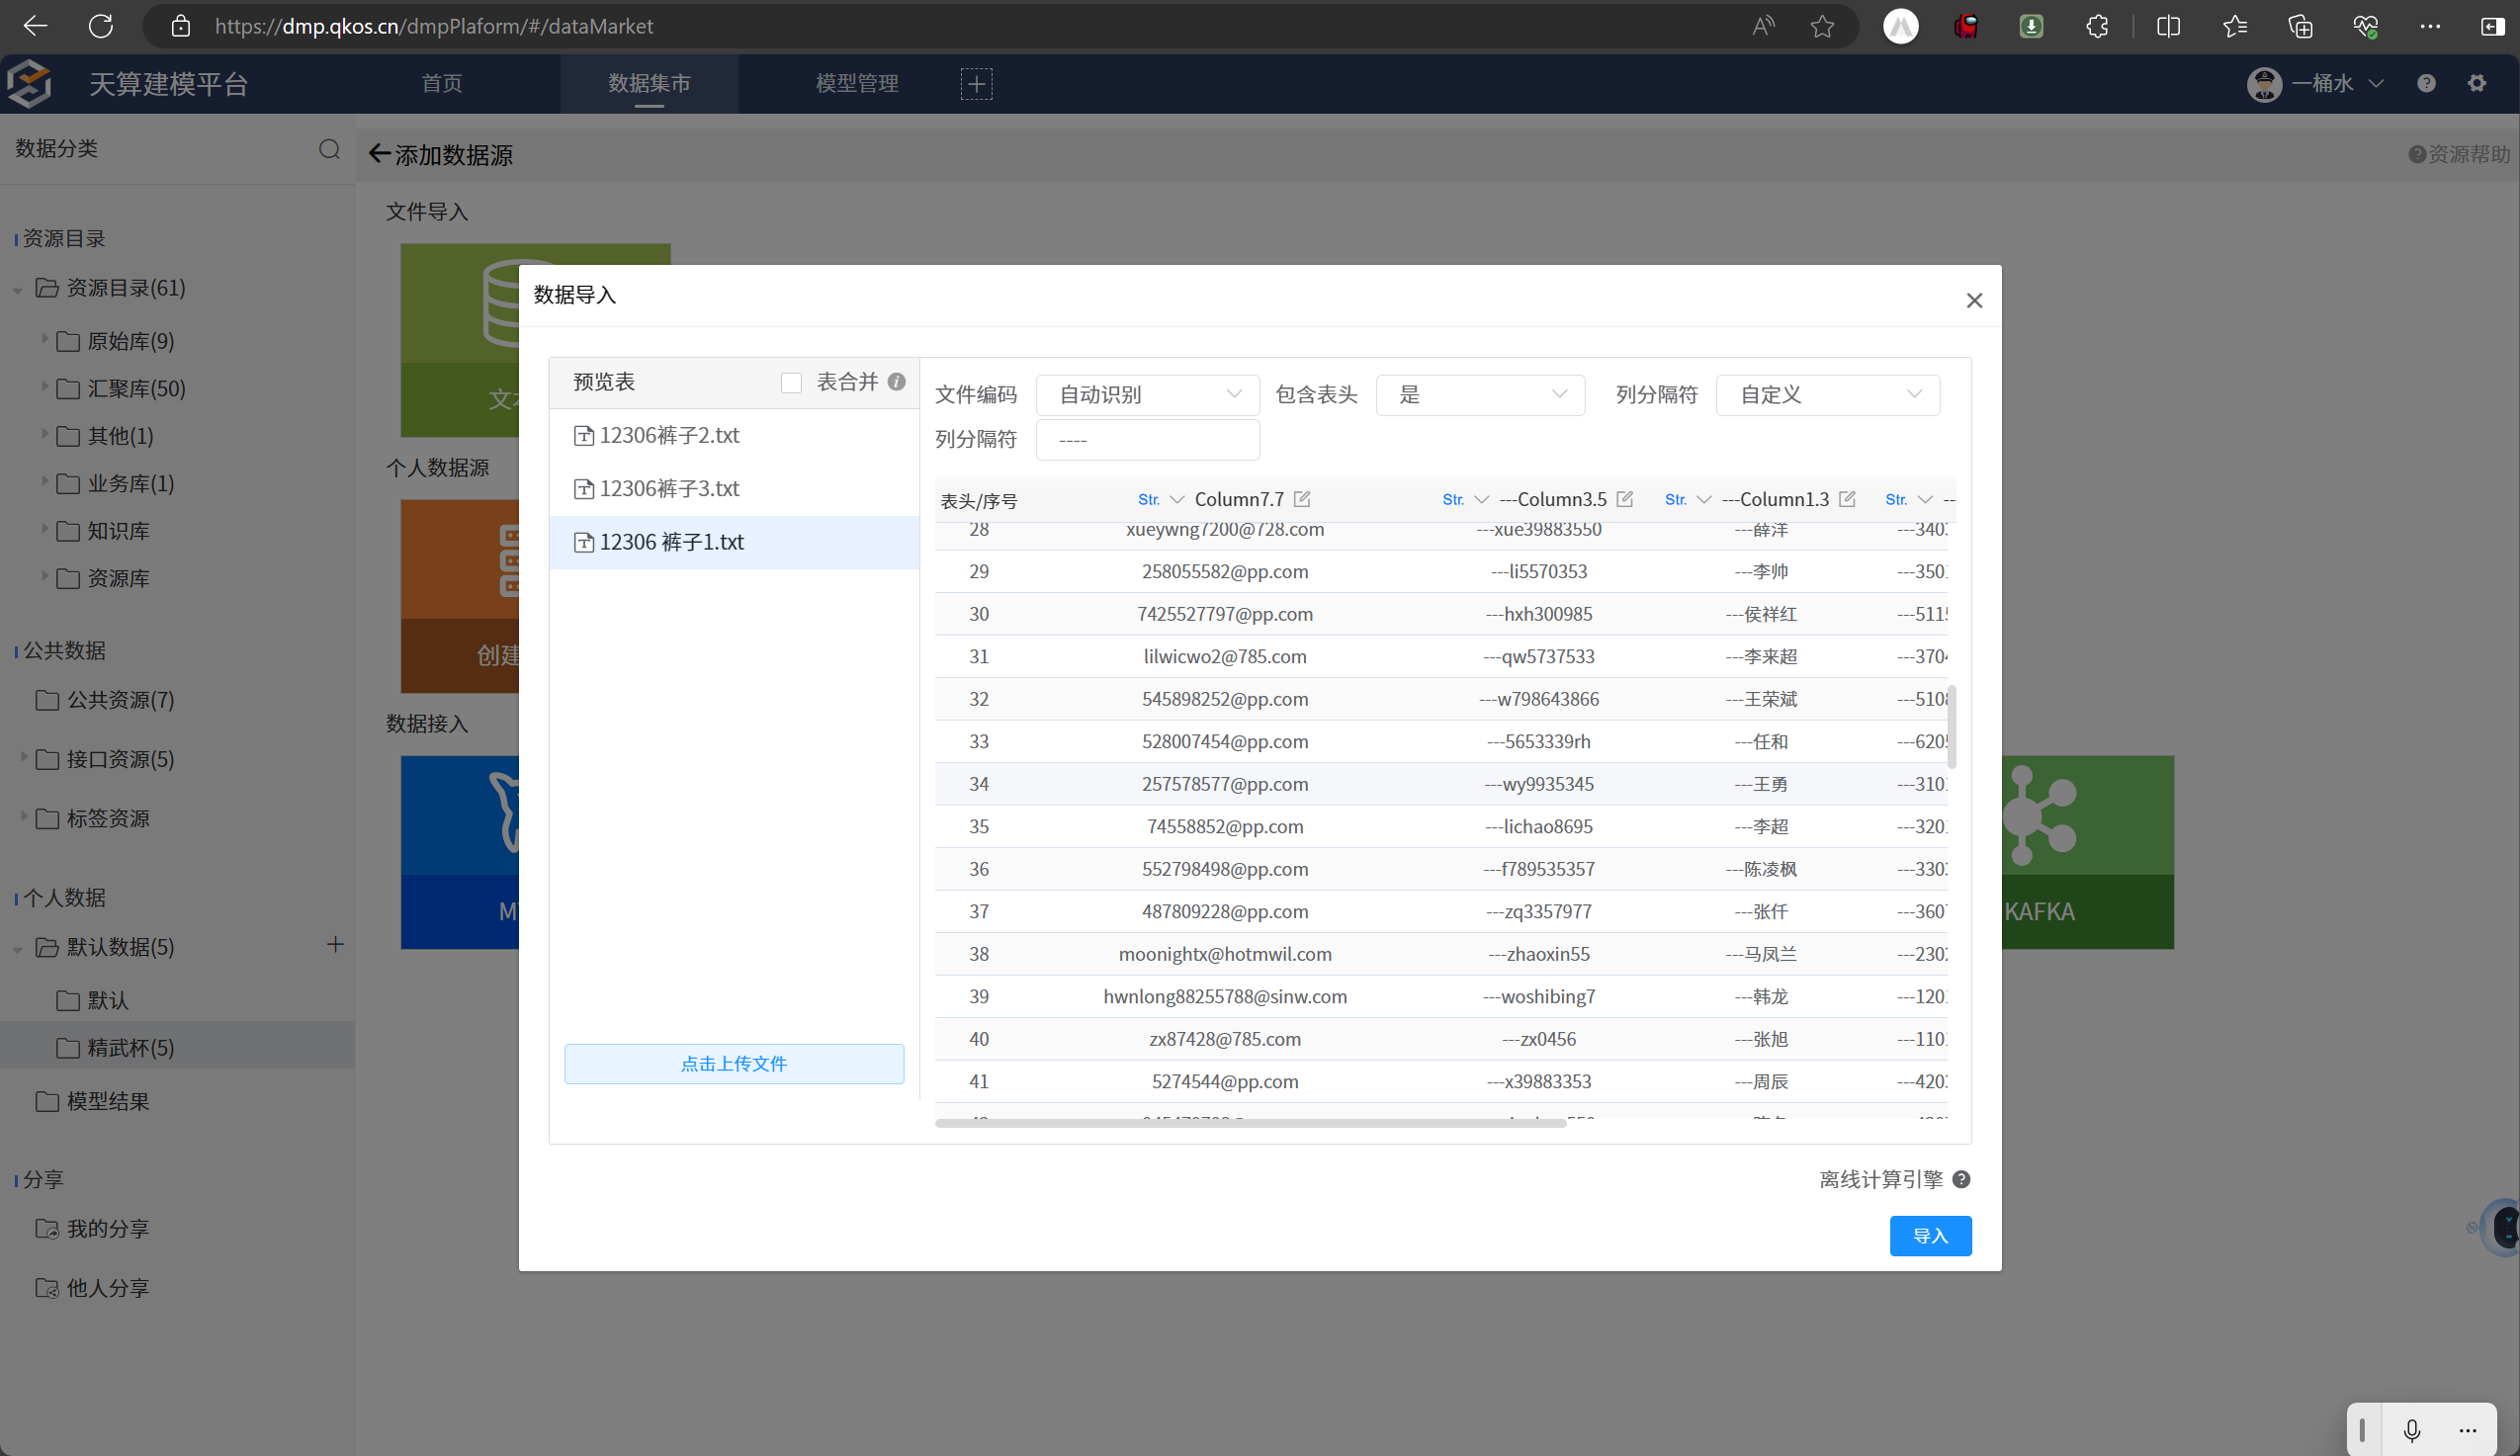 https://dmp.qkos.cn/dmpPlaform/#/dataMarket
天算建模平台 首页 数据集市 模型管理 一桶水
数据分类
添加数据源 资源帮助
资源目录
资源目录(61)
原始库(9)
汇聚库(50)
其他(1)
业务库(1)
知识库
资源库
公共数据
公共资源(7)
接口资源(5)
标签资源
个人数据
默认数据(5)
默认
精武杯(5)
模型结果
分享
我的分享
他人分享
文件导入
个人数据源
创建
数据接入
KAFKA
数据导入
预览表 表合并
12306裤子2.txt
12306裤子3.txt
12306 裤子1.txt
点击上传文件
文件编码 自动识别 包含表头 是 列分隔符 自定义
列分隔符 ----
表头/序号 Str. Column7.7 Str. ---Column3.5 Str. ---Column1.3 Str. --
28 xueywng7200@728.com ---xue39883550 ---薛洋 ---340
29 258055582@pp.com ---li5570353 ---李帅 ---350
30 7425527797@pp.com ---hxh300985 ---侯祥红 ---511
31 lilwicwo2@785.com ---qw5737533 ---李来超 ---370
32 545898252@pp.com ---w798643866 ---王荣斌 ---510
33 528007454@pp.com ---5653339rh ---任和 ---620
34 257578577@pp.com ---wy9935345 ---王勇 ---310
35 74558852@pp.com ---lichao8695 ---李超 ---320
36 552798498@pp.com ---f789535357 ---陈凌枫 ---330
37 487809228@pp.com ---zq3357977 ---张仟 ---360
38 moonightx@hotmwil.com ---zhaoxin55 ---马凤兰 ---230
39 hwnlong88255788@sinw.com ---woshibing7 ---韩龙 ---120
40 zx87428@785.com ---zx0456 ---张旭 ---110
41 5274544@pp.com ---x39883353 ---周辰 ---420
离线计算引擎
导入